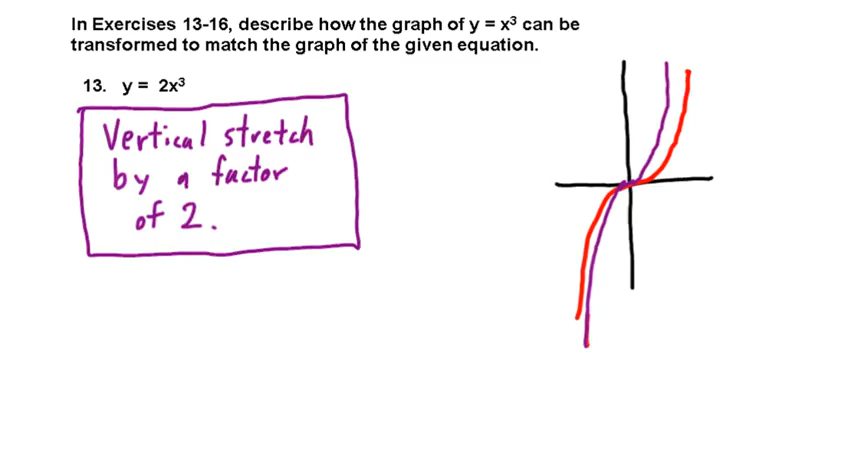 In Exercises 13-16, describe how the graph of y = x³ can be
transformed to match the graph of the given equation.
13. y = 2x³
Vertical stretch
by a factor
of 2.